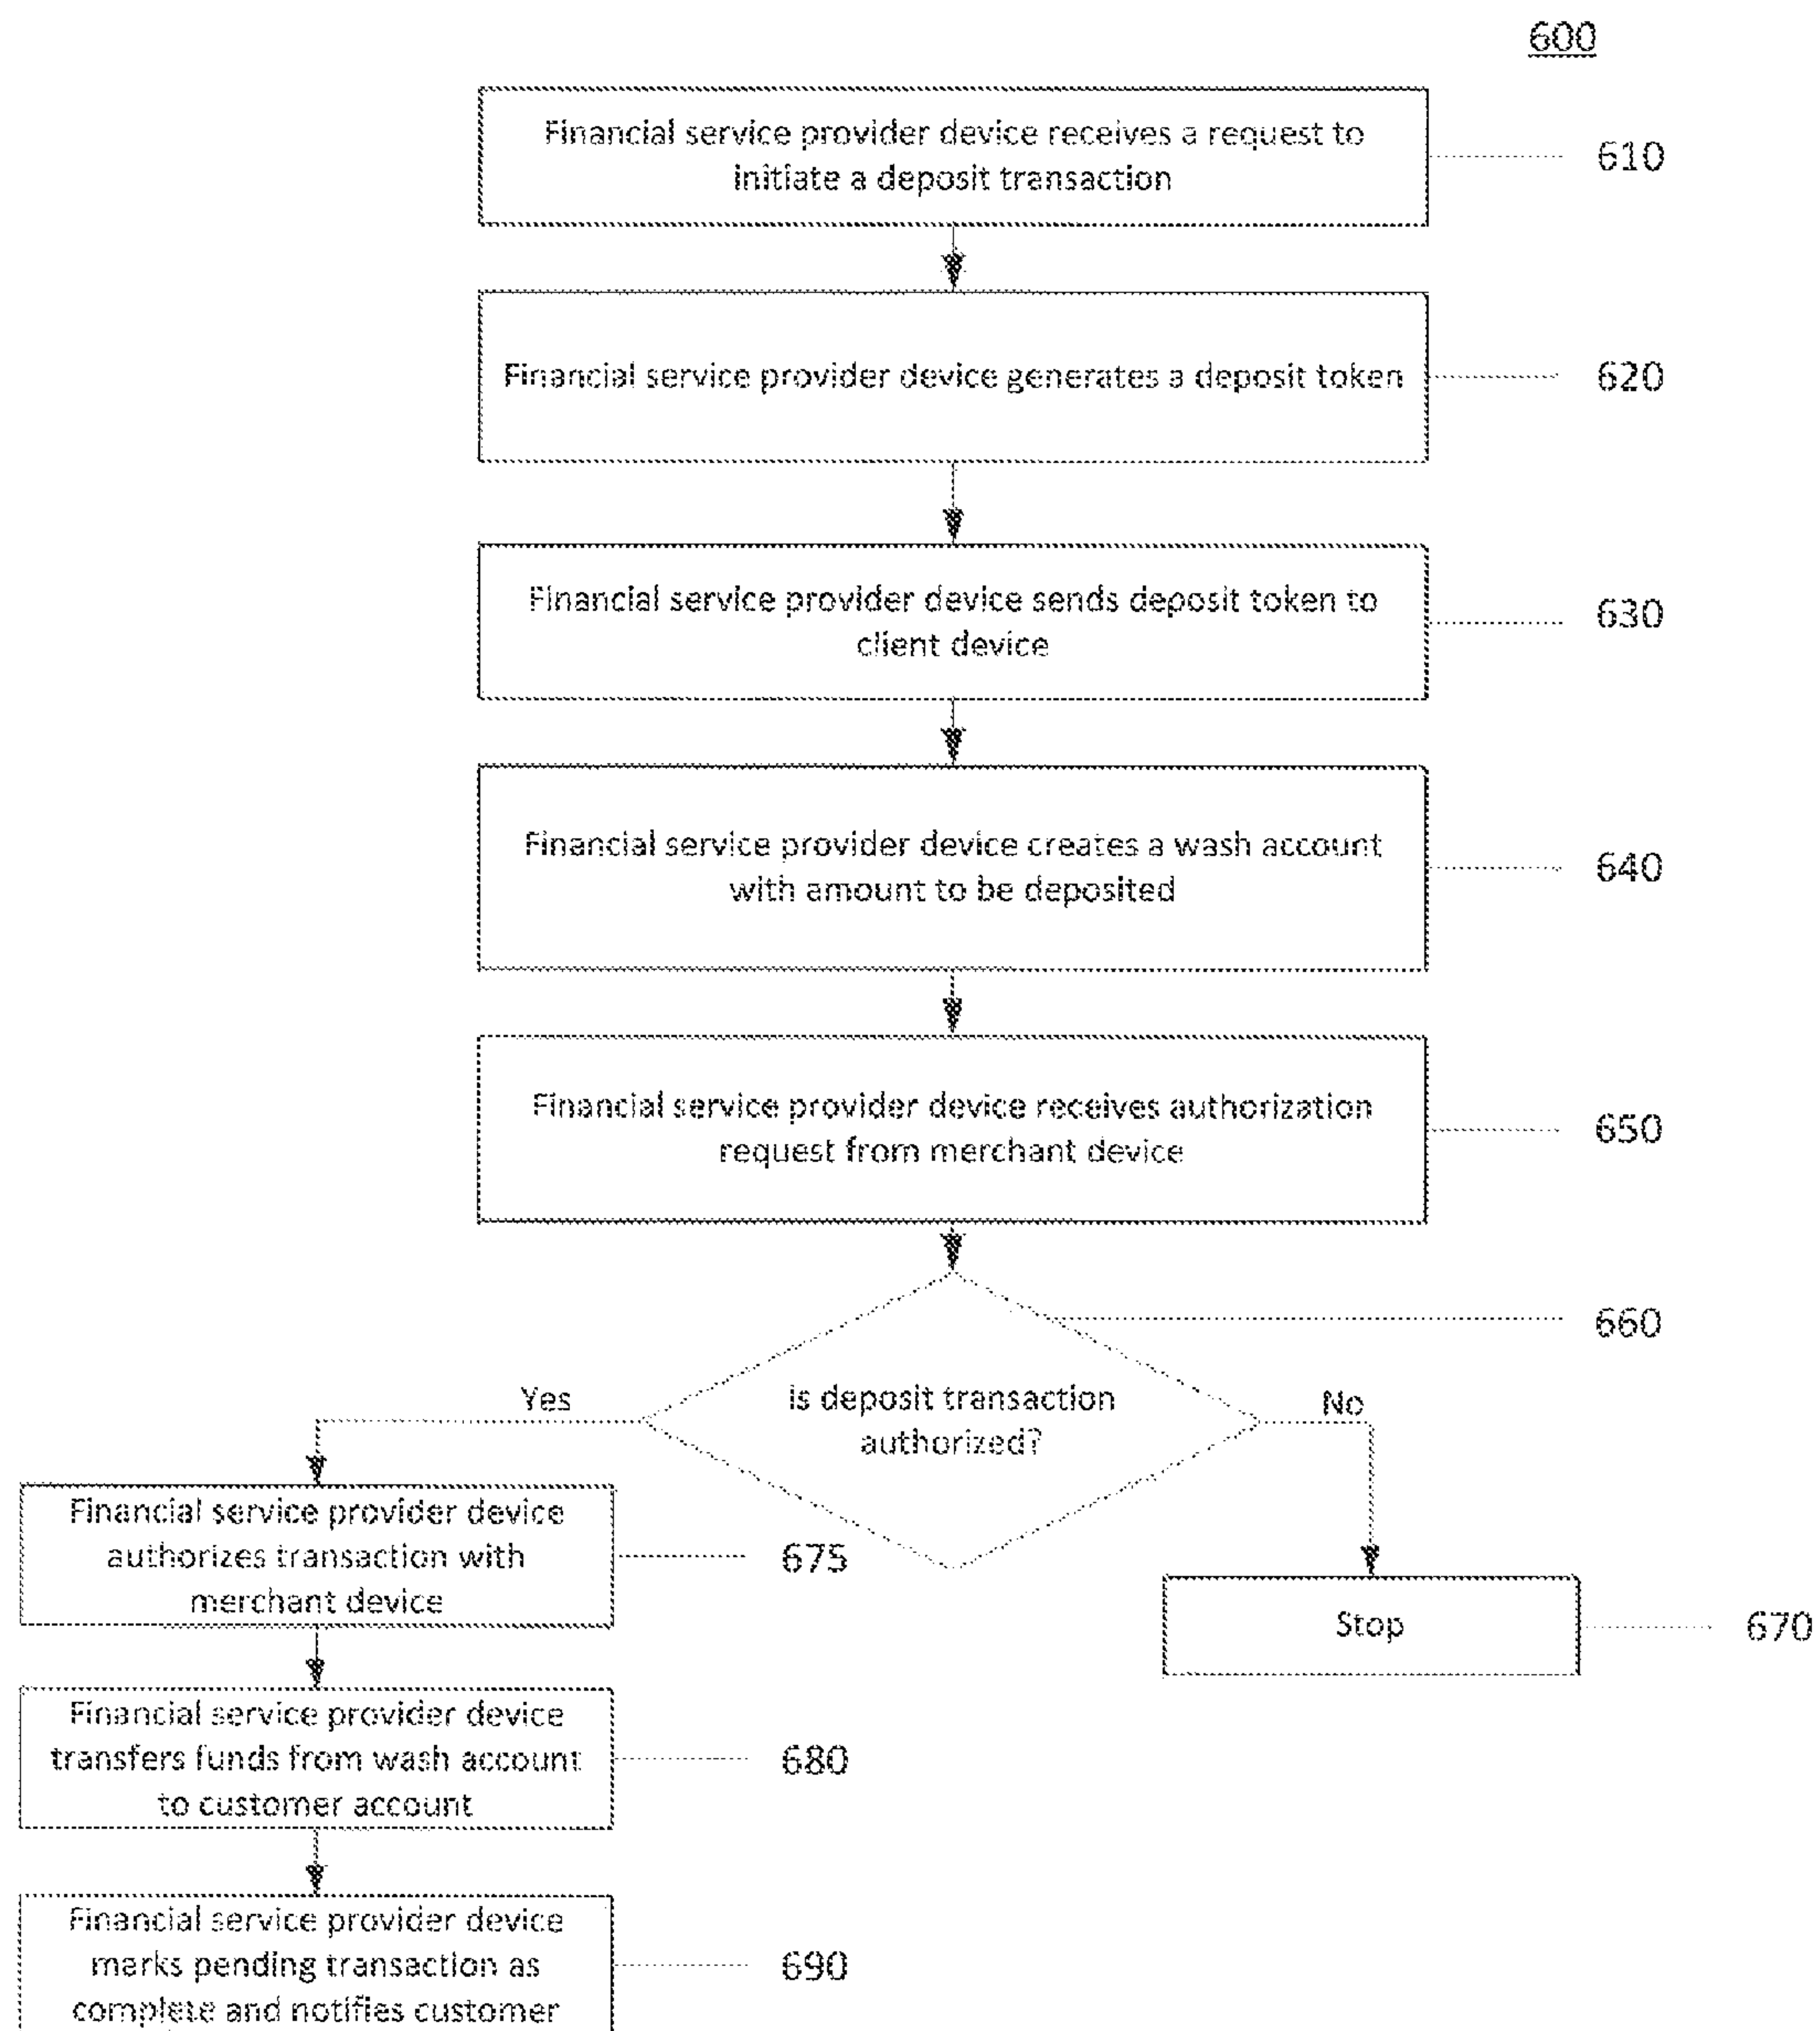 600
Financial service provider device receives a request to
initiate a deposit transaction
610
Financial service provider device generates a deposit token
620
Financial service provider device sends deposit token to
client device
630
Financial service provider device creates a wash account
with amount to be deposited
640
Financial service provider device receives authorization
request from merchant device
650
660
Is deposit transaction
authorized?
Yes
No
Financial service provider device
authorizes transaction with
merchant device
675
Stop
670
Financial service provider device
transfers funds from wash account
to customer account
680
Financial service provider device
marks pending transaction as
complete and notifies customer
690